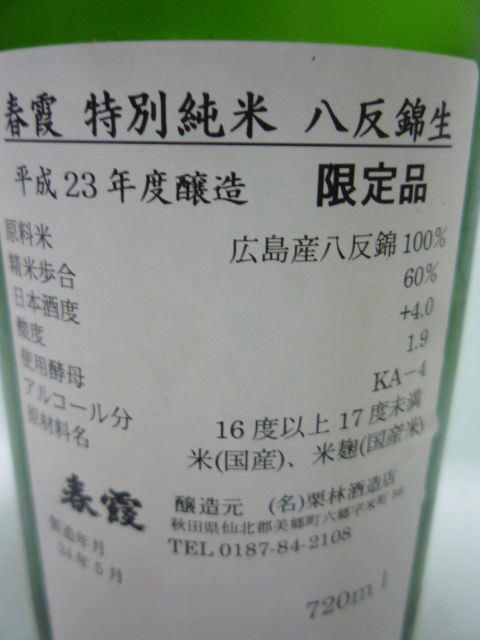 春霞 特別純米 八反錦生
平成23年度醸造 限定品
原料米 広島産八反錦100%
精米歩合 60%
日本酒度 +4.0
酸度 1.9
使用酵母 KA-4
アルコール分 16度以上17度未満
原材料名 米(国産)、米麹(国産米)
春霞 醸造元 (名)栗林酒造店
秋田県仙北郡美郷町六郷字米町56
TEL 0187-84-2108
製造年月
24年5月
720ml